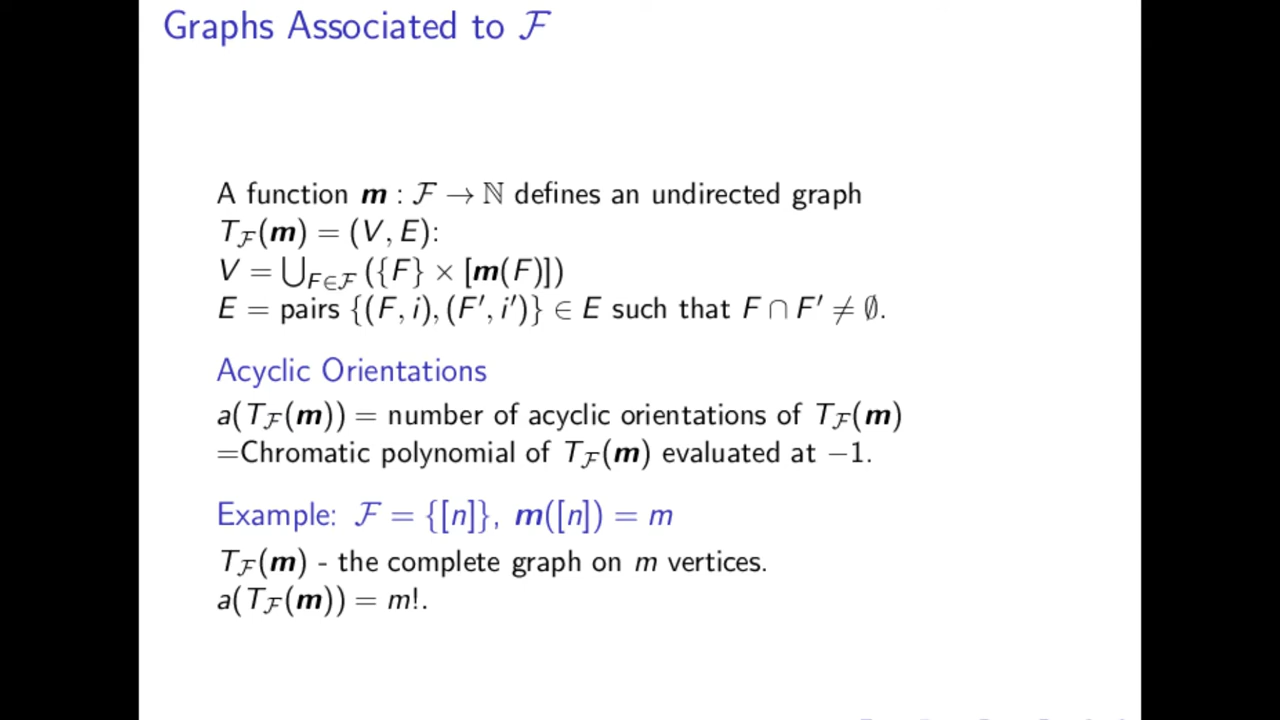 Graphs Associated to ℱ
A function 𝒎 : ℱ → ℕ defines an undirected graph
T_ℱ(𝒎) = (V, E):
V = ⋃_{F∈ℱ} ({F} × [𝒎(F)])
E = pairs {(F, i), (F′, i′)} ∈ E such that F ∩ F′ ≠ ∅.
Acyclic Orientations
a(T_ℱ(𝒎)) = number of acyclic orientations of T_ℱ(𝒎)
=Chromatic polynomial of T_ℱ(𝒎) evaluated at −1.
Example: ℱ = {[n]}, 𝒎([n]) = m
T_ℱ(𝒎) - the complete graph on m vertices.
a(T_ℱ(𝒎)) = m!.